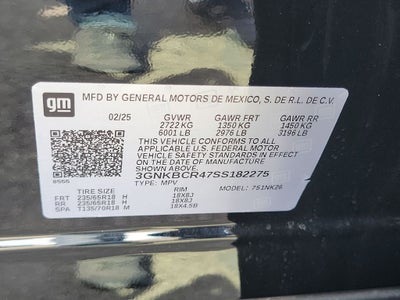 gm
MFD BY GENERAL MOTORS DE MEXICO, S. DE R.L. DE C.V.
02/25 GVWR GAWR FRT GAWR RR
2722 KG 1350 KG 1450 KG
6001 LB 2976 LB 3196 LB
THIS VEHICLE CONFORMS TO
ALL APPLICABLE U.S. FEDERAL MOTOR
VEHICLE SAFETY STANDARDS IN
EFFECT ON THE DATE OF MANUFACTURE
SHOWN ABOVE.
3GNKBCR47SS182275
TYPE: MPV MODEL: 7S1NK26
TIRE SIZE RIM
FRT 235/65R18 H 18X8J
RR 235/65R18 H 18X8J
SPA T135/70R18 M 18X4.5B